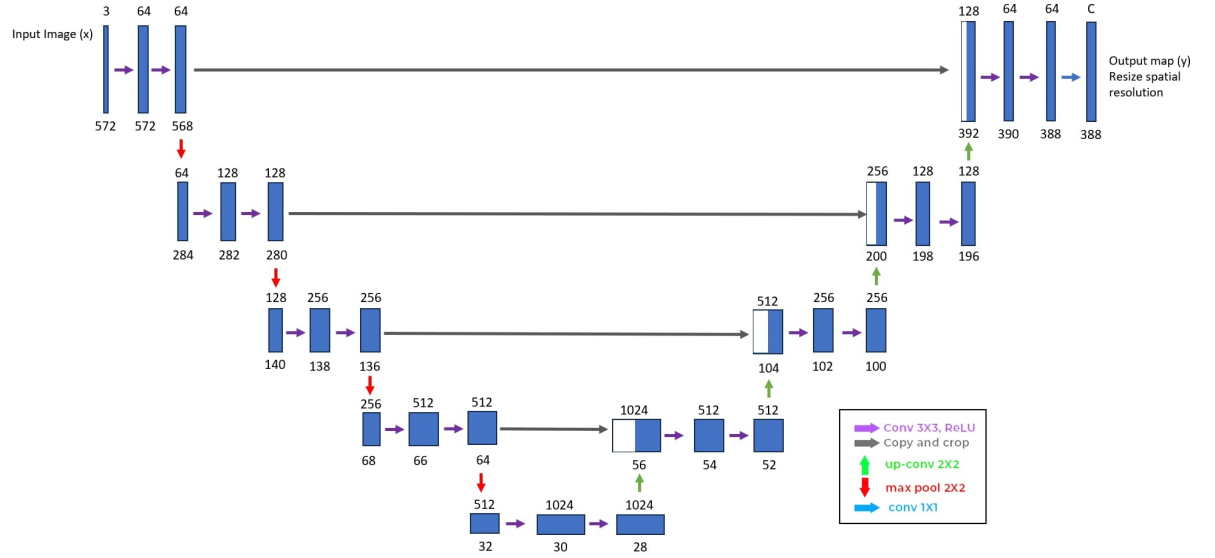 3 64 64 128 64 64 C
Input Image (x)
Output map (y)
Resize spatial
resolution
572 572 568 392 390 388 388
64 128 128 256 128 128
284 282 280 200 198 196
128 256 256 512 256 256
140 138 136 104 102 100
256 512 512 1024 512 512
68 66 64 56 54 52
512 1024 1024
32 30 28
Conv 3X3, ReLU
Copy and crop
up-conv 2X2
max pool 2X2
conv 1X1